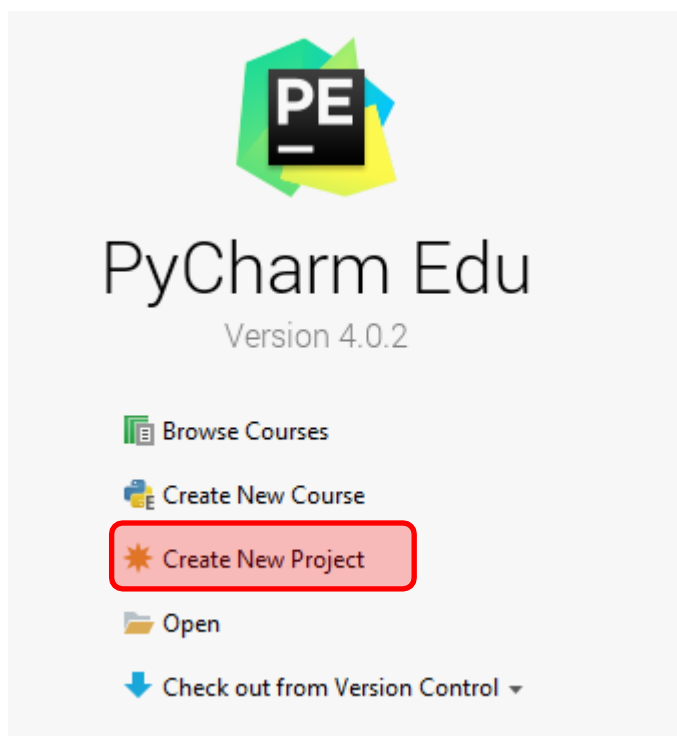 PE
PyCharm Edu
Version 4.0.2
Browse Courses
E Create New Course
Create New Project
Open
Check out from Version Control